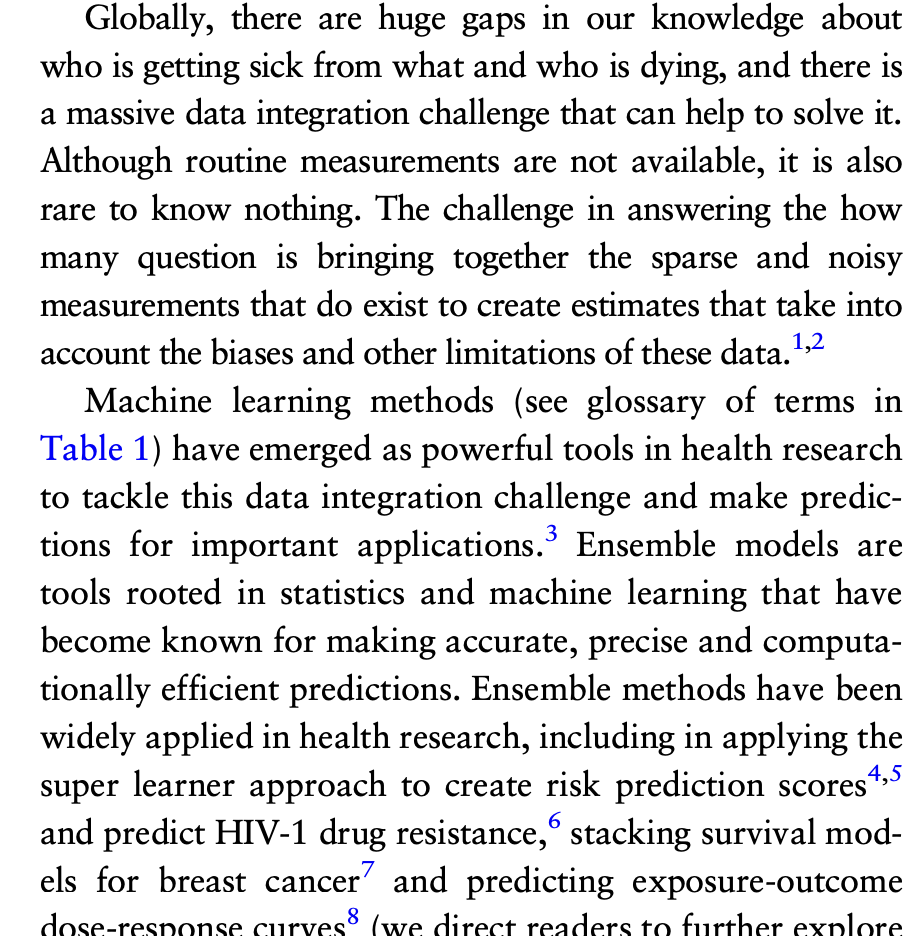 Globally, there are huge gaps in our knowledge about
who is getting sick from what and who is dying, and there is
a massive data integration challenge that can help to solve it.
Although routine measurements are not available, it is also
rare to know nothing. The challenge in answering the how
many question is bringing together the sparse and noisy
measurements that do exist to create estimates that take into
account the biases and other limitations of these data.1,2
Machine learning methods (see glossary of terms in
Table 1) have emerged as powerful tools in health research
to tackle this data integration challenge and make predic-
tions for important applications.3 Ensemble models are
tools rooted in statistics and machine learning that have
become known for making accurate, precise and computa-
tionally efficient predictions. Ensemble methods have been
widely applied in health research, including in applying the
super learner approach to create risk prediction scores4,5
and predict HIV-1 drug resistance,6 stacking survival mod-
els for breast cancer7 and predicting exposure-outcome
dose-response curves8 (we direct readers to further explore